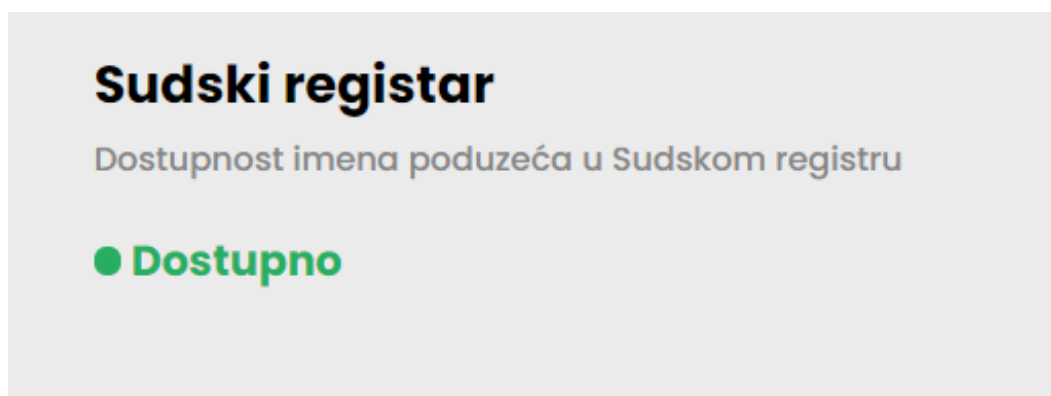 Sudski registar
Dostupnost imena poduzeća u Sudskom registru
Dostupno